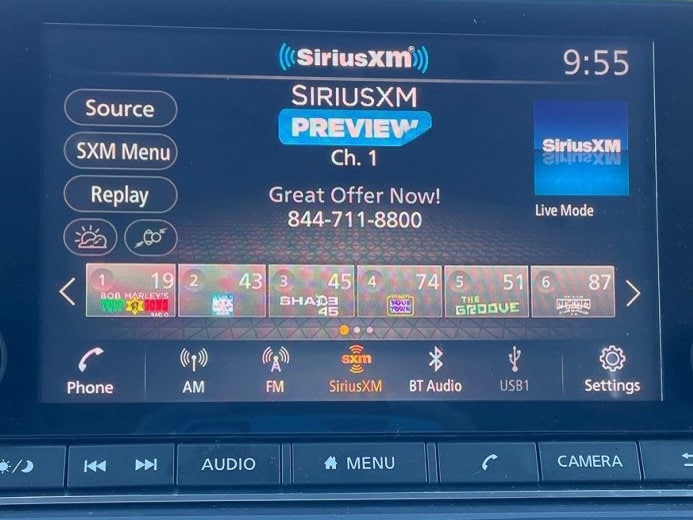 SiriusXM
9:55
Source
SXM Menu
Replay
SIRIUSXM
PREVIEW
Ch. 1
Great Offer Now!
844-711-8800
SiriusXM
Live Mode
1 19
BOB MARLEY'S
2 43
3 45
SHADE
45
4 74
5 51
THE
GROOVE
6 87
Phone
AM
FM
sxm
SiriusXM
BT Audio
USB1
Settings
AUDIO
MENU
CAMERA